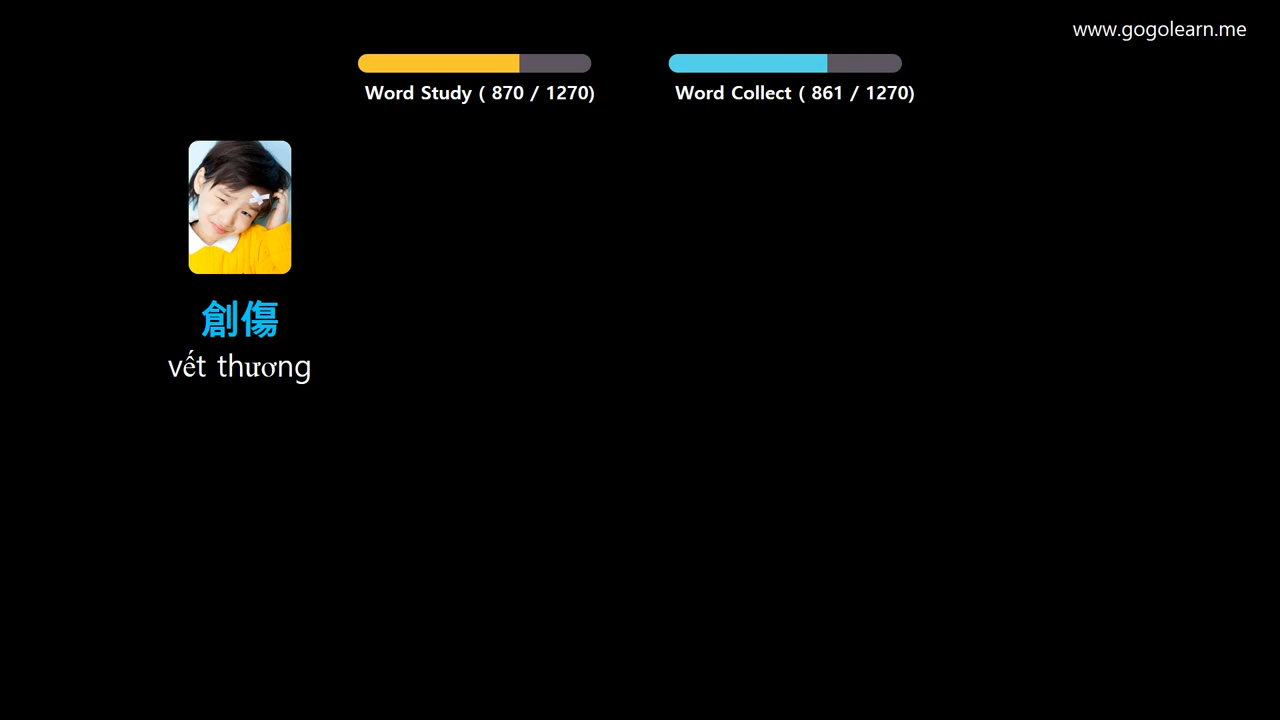 www.gogolearn.me
Word Study ( 870 / 1270)
Word Collect ( 861 / 1270)
創傷
vết thương